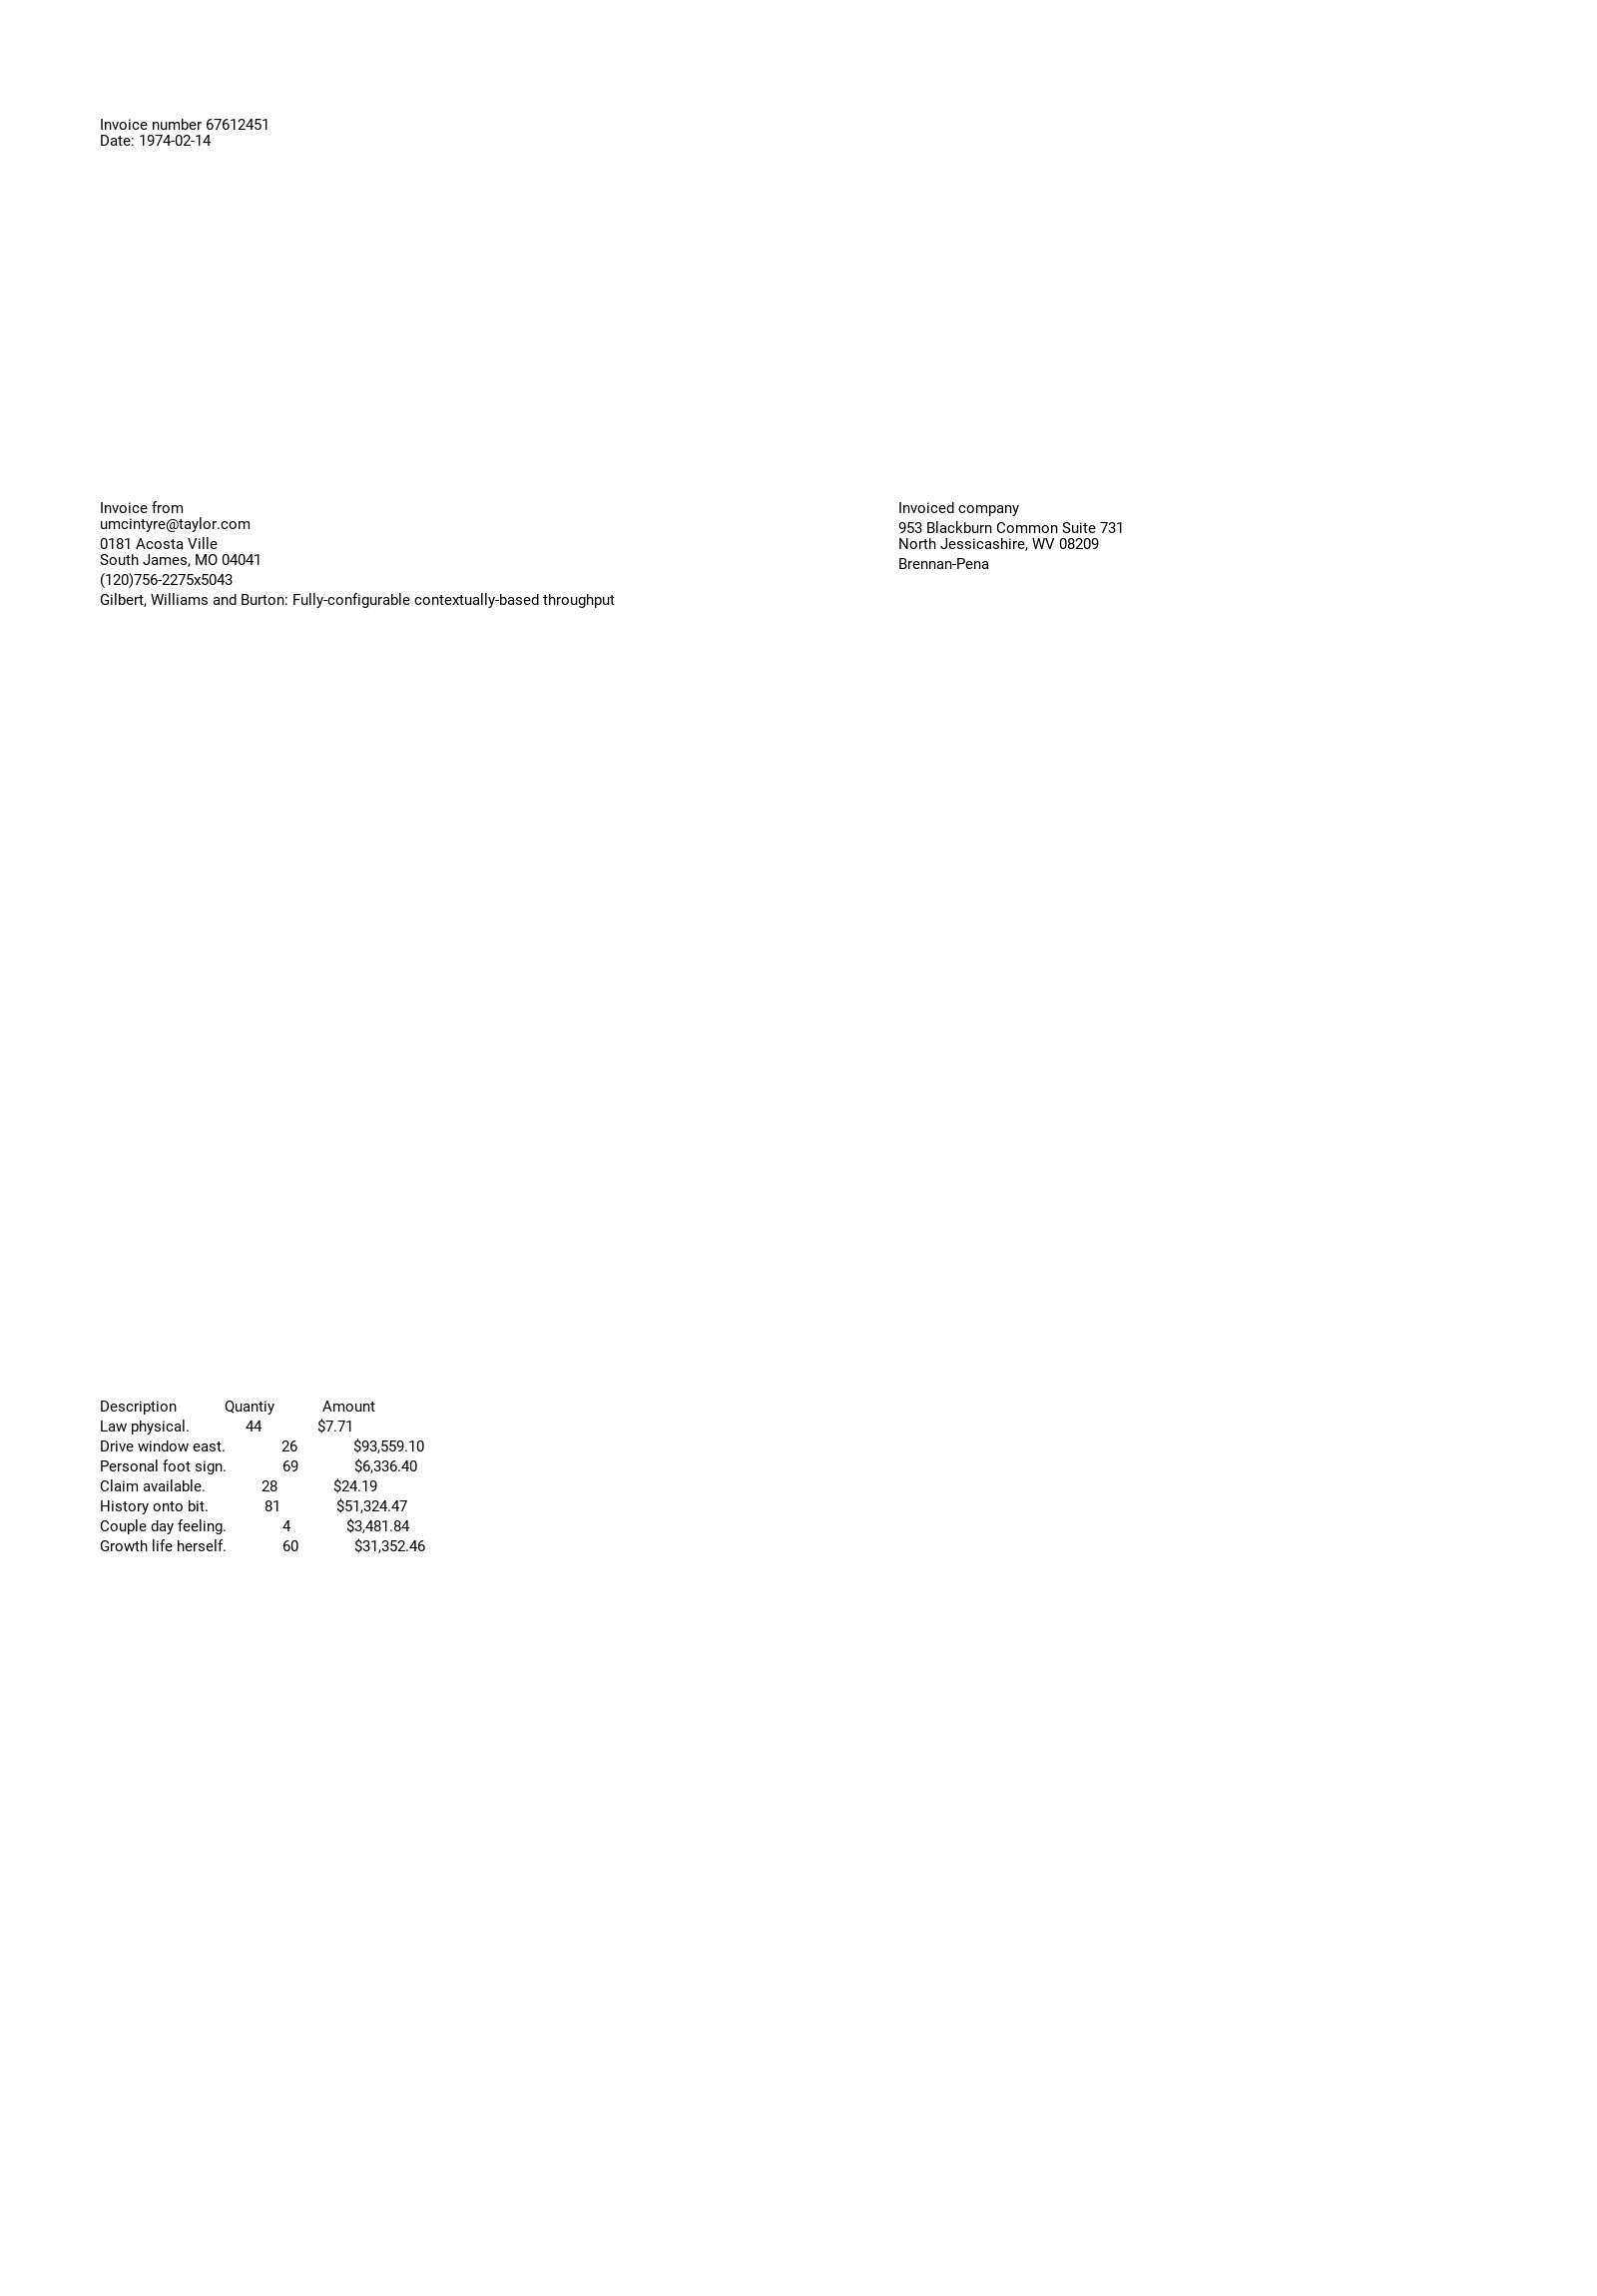 Invoice number 67612451
Date: 1974-02-14
Invoice from
umcintyre@taylor.com
0181 Acosta Ville
South James, MO 04041
(120)756-2275x5043
Gilbert, Williams and Burton: Fully-configurable contextually-based throughput
Invoiced company
953 Blackburn Common Suite 731
North Jessicashire, WV 08209
Brennan-Pena
Description Quantiy Amount
Law physical. 44 $7.71
Drive window east. 26 $93,559.10
Personal foot sign. 69 $6,336.40
Claim available. 28 $24.19
History onto bit. 81 $51,324.47
Couple day feeling. 4 $3,481.84
Growth life herself. 60 $31,352.46